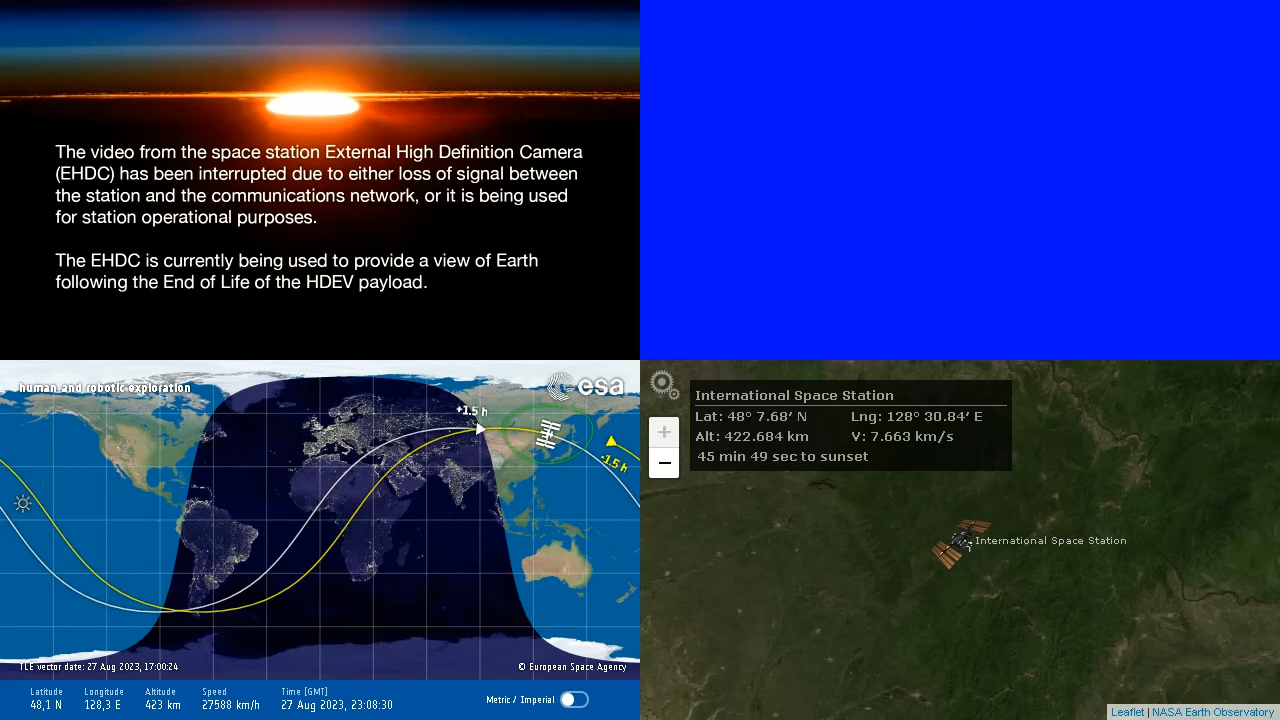 The video from the space station External High Definition Camera
(EHDC) has been interrupted due to either loss of signal between
the station and the communications network, or it is being used
for station operational purposes.
The EHDC is currently being used to provide a view of Earth
following the End of Life of the HDEV payload.
human and robotic exploration
esa
+1.5 h
-1.5 h
TLE vector date: 27 Aug 2023, 17:00:24
© European Space Agency
Latitude Longitude Altitude Speed Time [GMT]
48,1 N 128,3 E 423 km 27588 km/h 27 Aug 2023, 23:08:30
Metric / Imperial
+
−
International Space Station
Lat: 48° 7.68′ N Lng: 128° 30.84′ E
Alt: 422.684 km V: 7.663 km/s
45 min 49 sec to sunset
International Space Station
Leaflet | NASA Earth Observatory